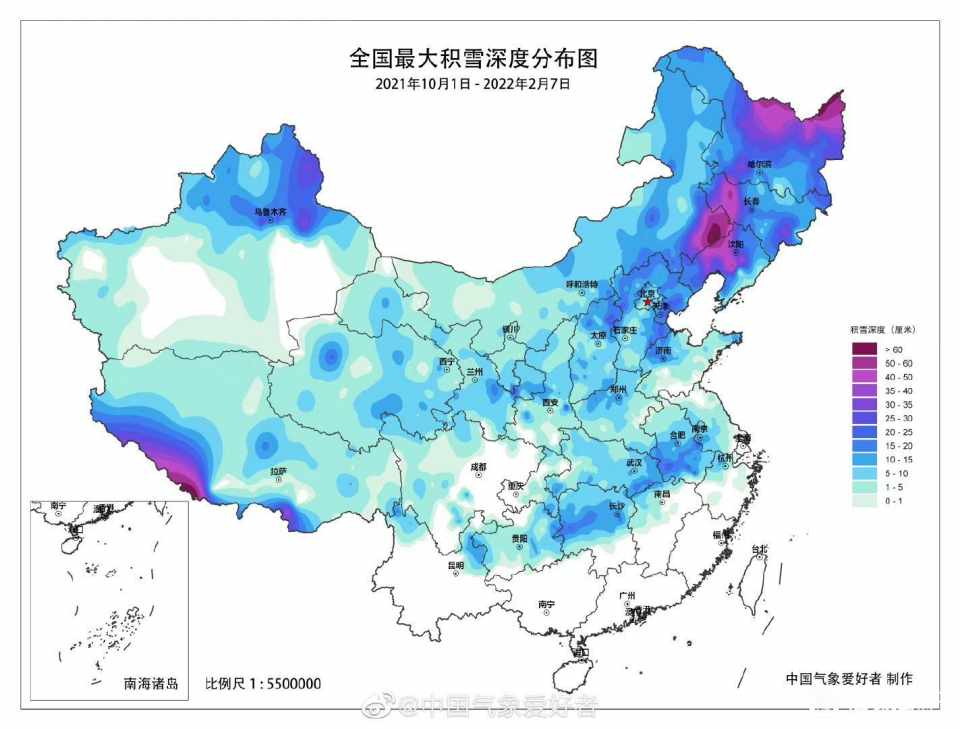 全国最大积雪深度分布图
2021年10月1日 - 2022年2月7日
哈尔滨
长春
沈阳
乌鲁木齐
呼和浩特
北京
天津
银川
太原
石家庄
济南
西宁
兰州
西安
郑州
合肥
南京
上海
杭州
拉萨
成都
重庆
武汉
南昌
长沙
贵阳
昆明
福州
台北
南宁
广州
海口
南宁
积雪深度（厘米）
> 60
50 - 60
40 - 50
35 - 40
30 - 35
25 - 30
20 - 25
15 - 20
10 - 15
5 - 10
1 - 5
0 - 1
南海诸岛
比例尺 1 : 5500000
中国气象爱好者 制作
@中国气象爱好者